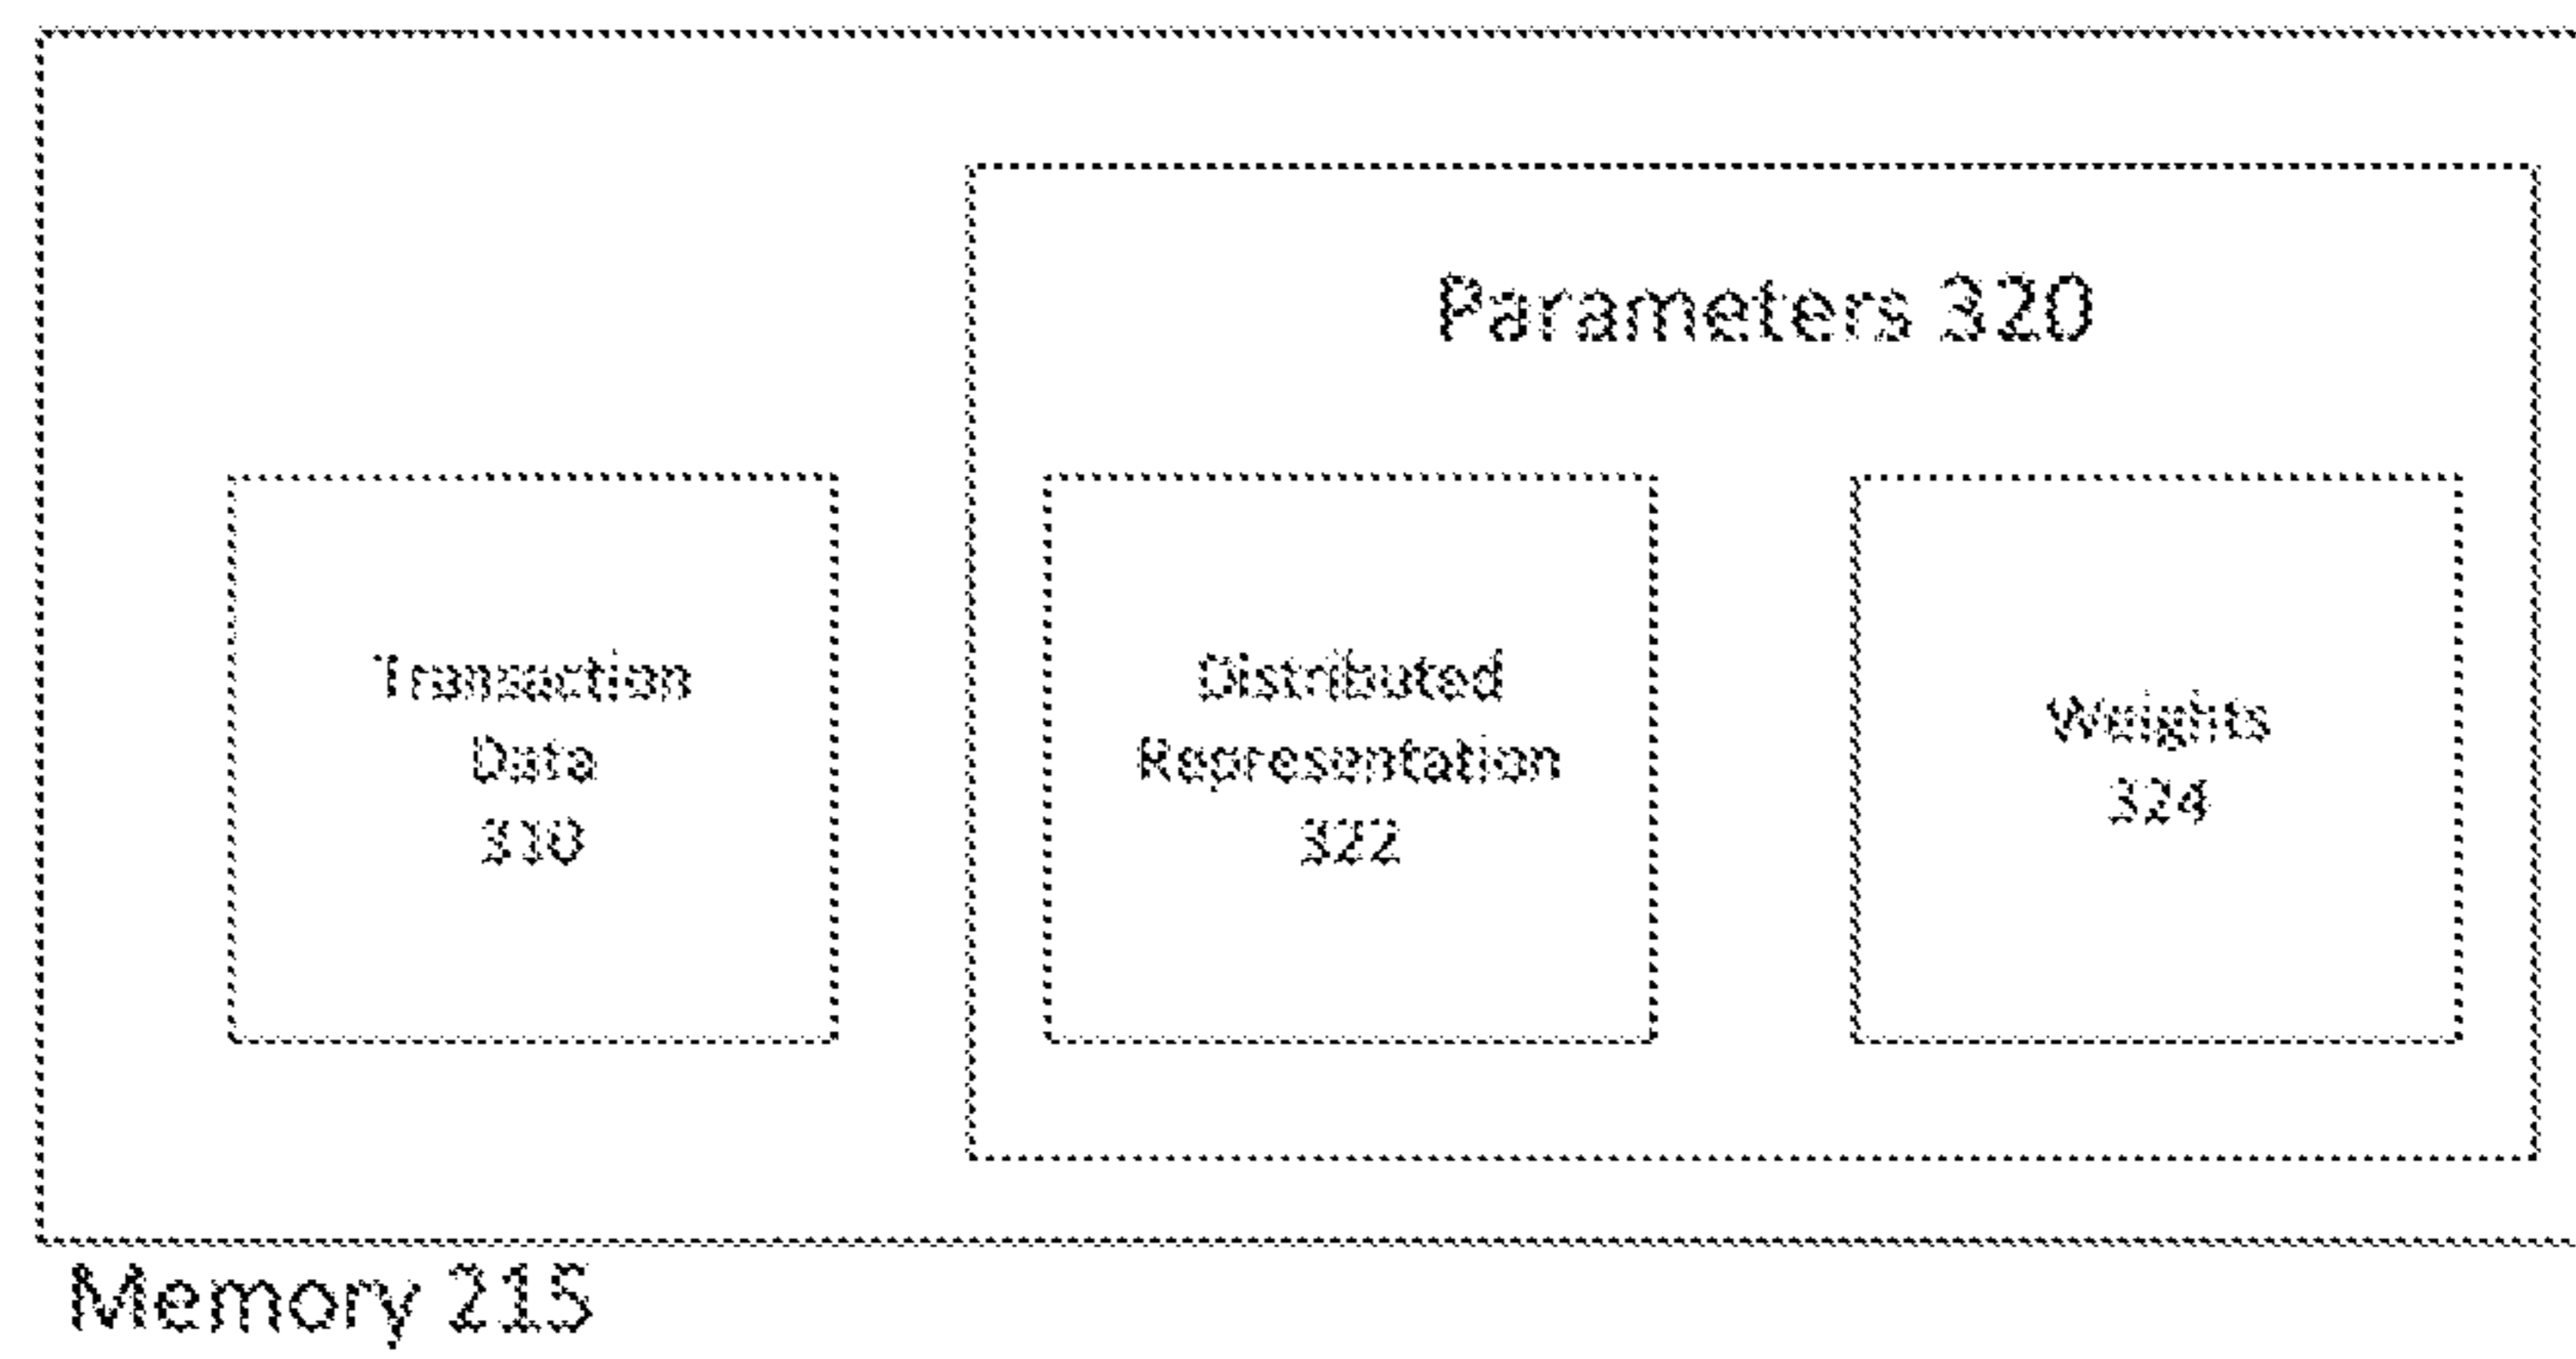 Parameters 320
Transaction
Data
310
Distributed
Representation
322
Weights
324
Memory 215